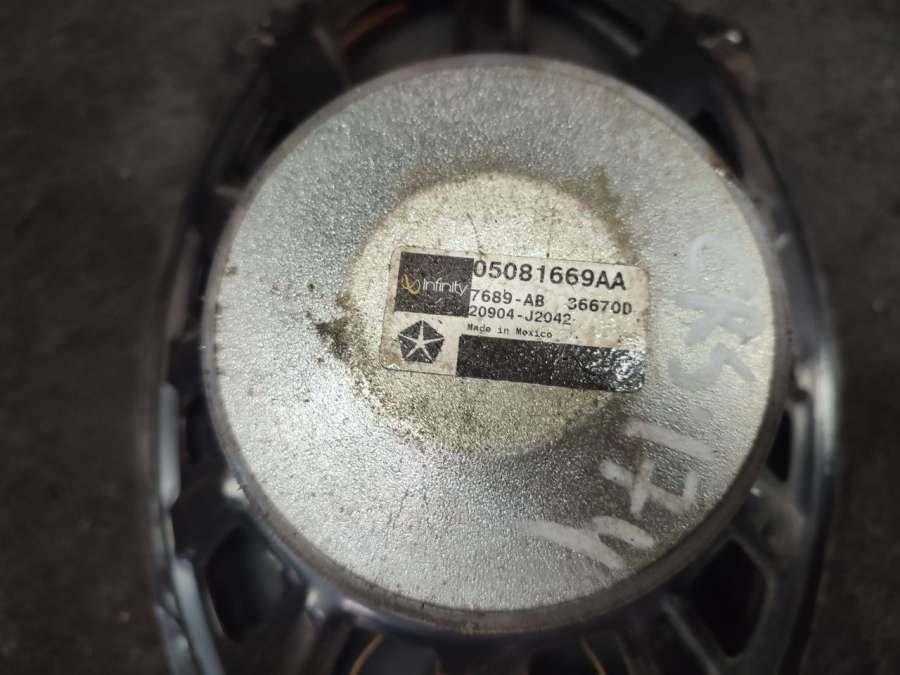 infinity
05081669AA
7689-AB 36670D
20904-J2042
Made in Mexico